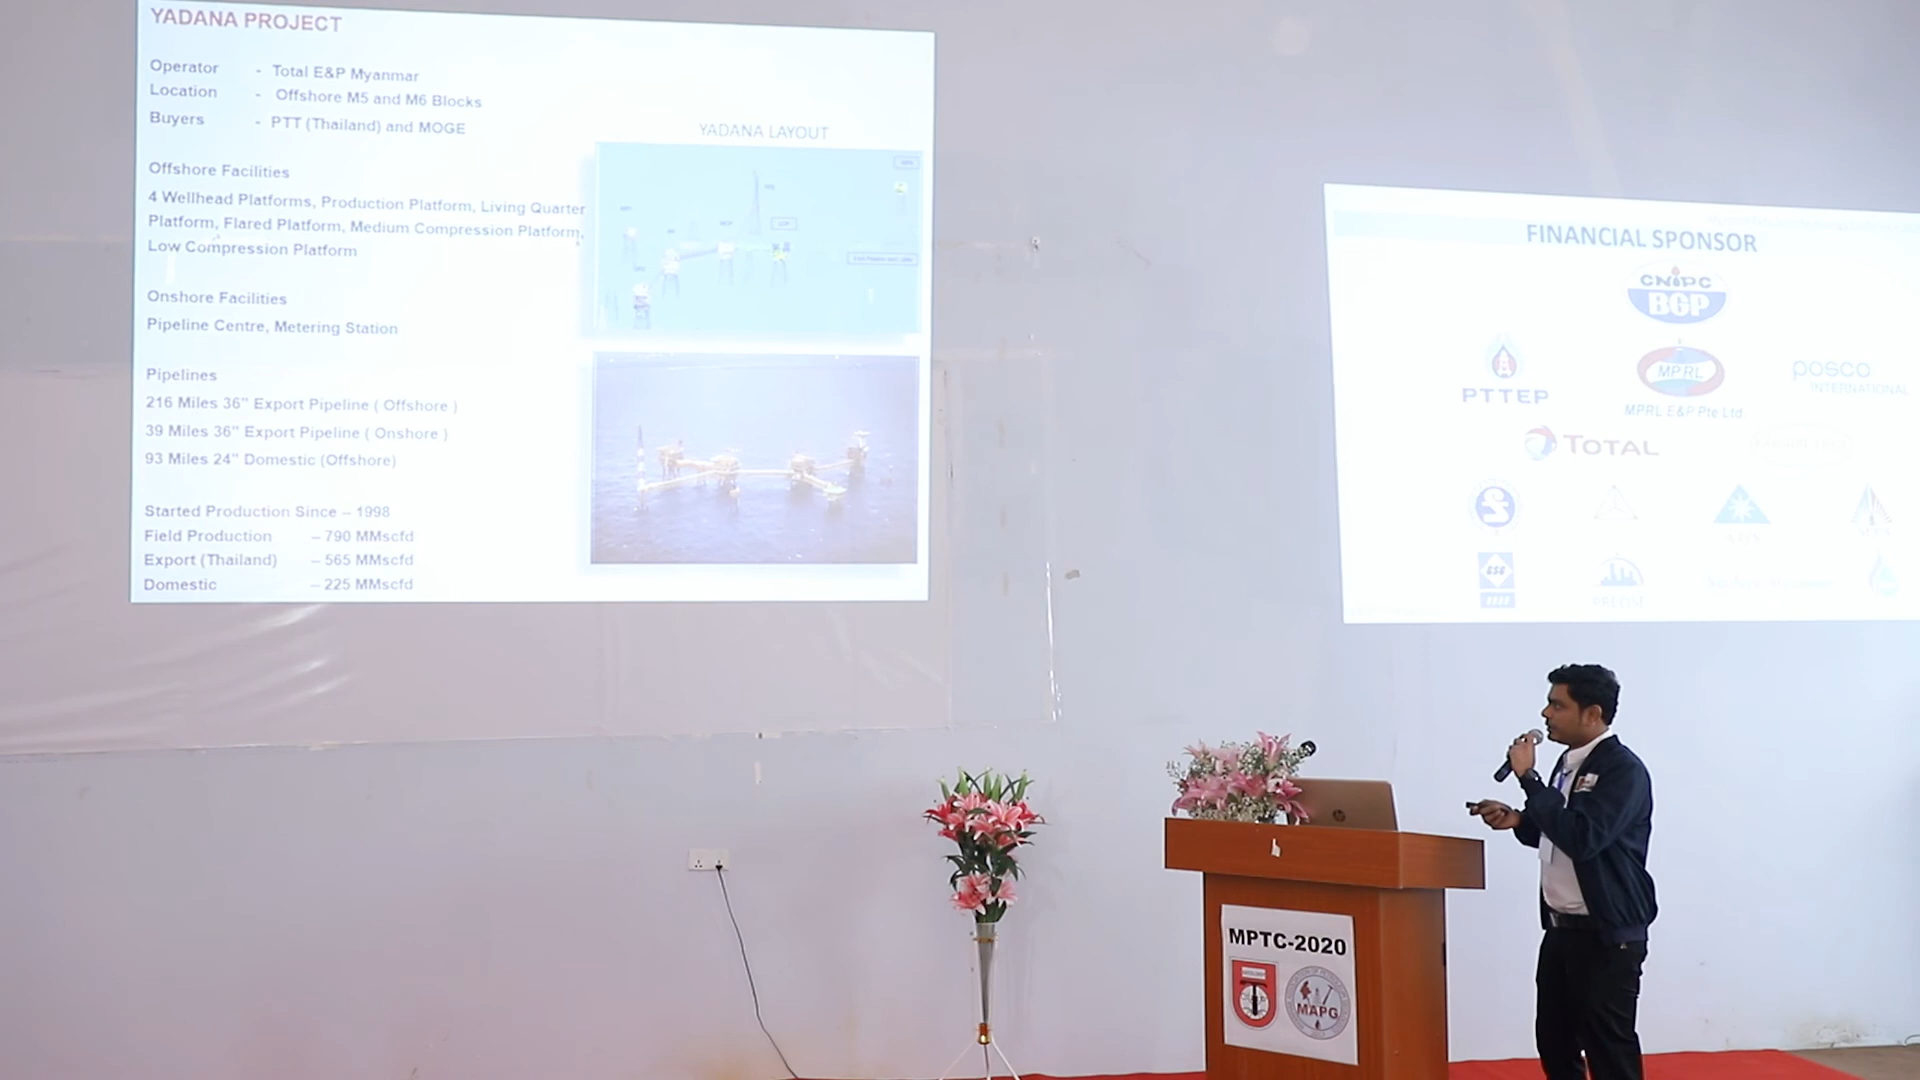 YADANA PROJECT
Operator - Total E&P Myanmar
Location - Offshore M5 and M6 Blocks
Buyers - PTT (Thailand) and MOGE
Offshore Facilities
4 Wellhead Platforms, Production Platform, Living Quarter
Platform, Flared Platform, Medium Compression Platform,
Low Compression Platform
Onshore Facilities
Pipeline Centre, Metering Station
Pipelines
216 Miles 36" Export Pipeline ( Offshore )
39 Miles 36" Export Pipeline ( Onshore )
93 Miles 24" Domestic (Offshore)
Started Production Since – 1998
Field Production – 790 MMscfd
Export (Thailand) – 565 MMscfd
Domestic – 225 MMscfd
YADANA LAYOUT
FINANCIAL SPONSOR
CNPC
BGP
PTTEP
MPRL
MPRL E&P Pte Ltd
posco
INTERNATIONAL
TOTAL
GSE
PRECISE
hp
MPTC-2020
MAPG